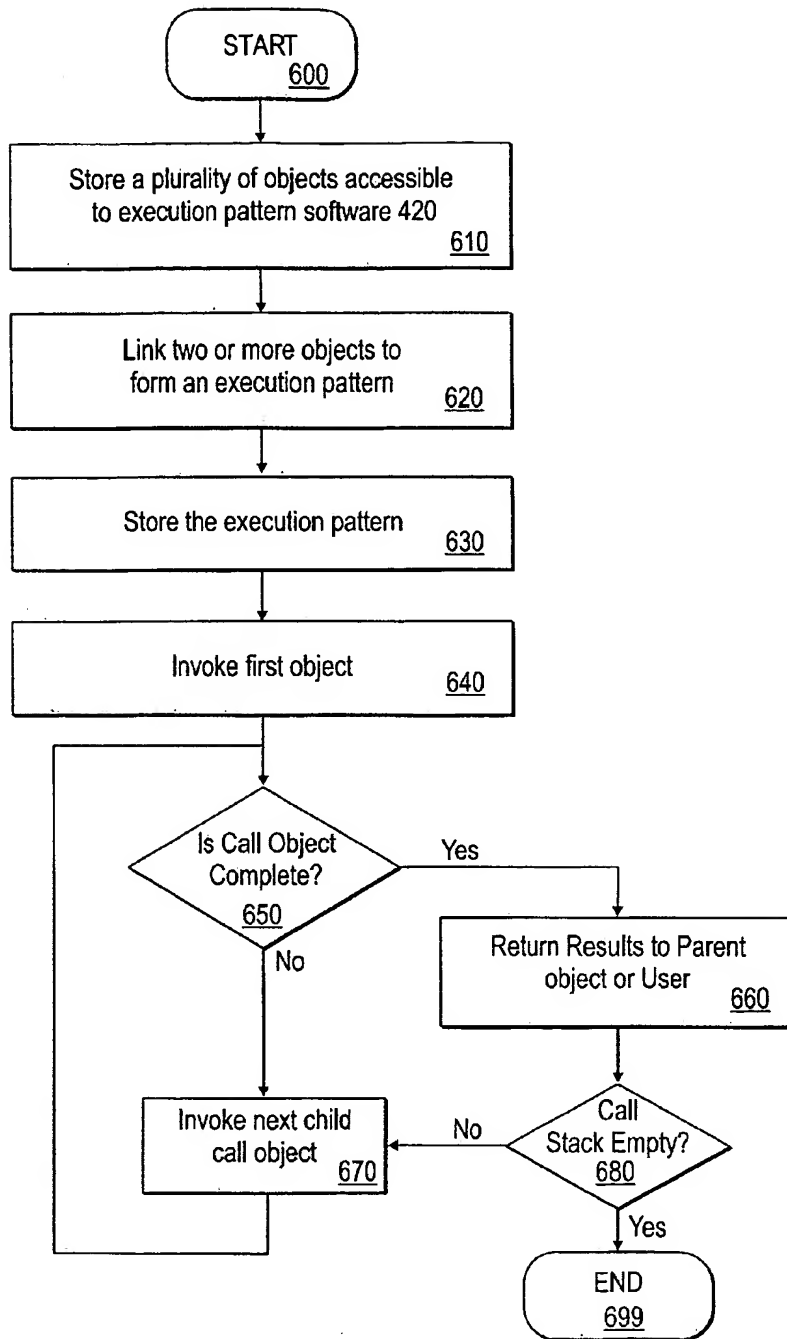 START
600
Store a plurality of objects accessible
to execution pattern software 420
610
Link two or more objects to
form an execution pattern
620
Store the execution pattern
630
Invoke first object
640
Is Call Object
Complete?
650
Yes
No
Return Results to Parent
object or User
660
Invoke next child
call object
670
No
Call
Stack Empty?
680
Yes
END
699